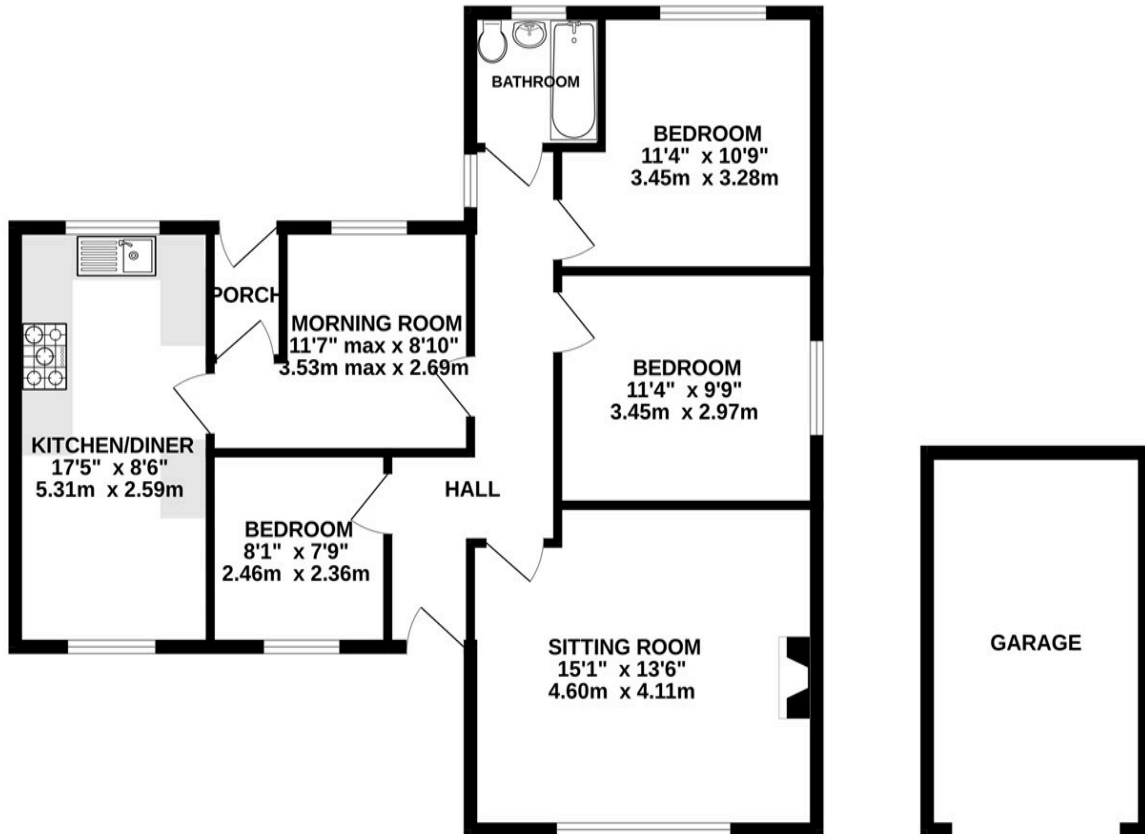 BATHROOM
BEDROOM
11'4" x 10'9"
3.45m x 3.28m
PORCH
MORNING ROOM
11'7" max x 8'10"
3.53m max x 2.69m
BEDROOM
11'4" x 9'9"
3.45m x 2.97m
KITCHEN/DINER
17'5" x 8'6"
5.31m x 2.59m
HALL
BEDROOM
8'1" x 7'9"
2.46m x 2.36m
SITTING ROOM
15'1" x 13'6"
4.60m x 4.11m
GARAGE